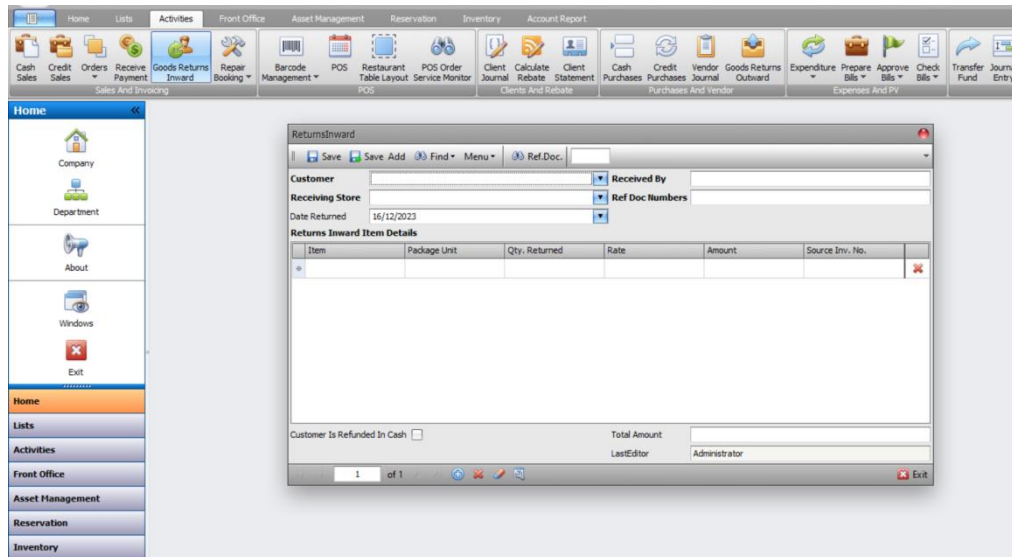 Home Lists Activities Front Office Asset Management Reservation Inventory Account Report
Cash Sales
Credit Sales
Orders
Receive Payment
Goods Returns Inward
Repair Booking
Barcode Management
POS
Restaurant Table Layout
POS Order Service Monitor
Client Journal
Calculate Rebate
Client Statement
Cash Purchases
Credit Purchases
Vendor Journal
Goods Returns Outward
Expenditure
Prepare Bills
Approve Bills
Check Bills
Transfer Fund
Journ Entry
Sales And Invoicing POS Clients And Rebate Purchases And Vendor Expenses And PV
Home «
Company
Department
About
Windows
Exit
Home
Lists
Activities
Front Office
Asset Management
Reservation
Inventory
ReturnsInward
Save Save Add Find Menu Ref.Doc.
Customer Received By
Receiving Store Ref Doc Numbers
Date Returned 16/12/2023
Returns Inward Item Details
Item Package Unit Qty. Returned Rate Amount Source Inv. No.
Customer Is Refunded In Cash Total Amount
LastEditor Administrator
1 of 1 Exit